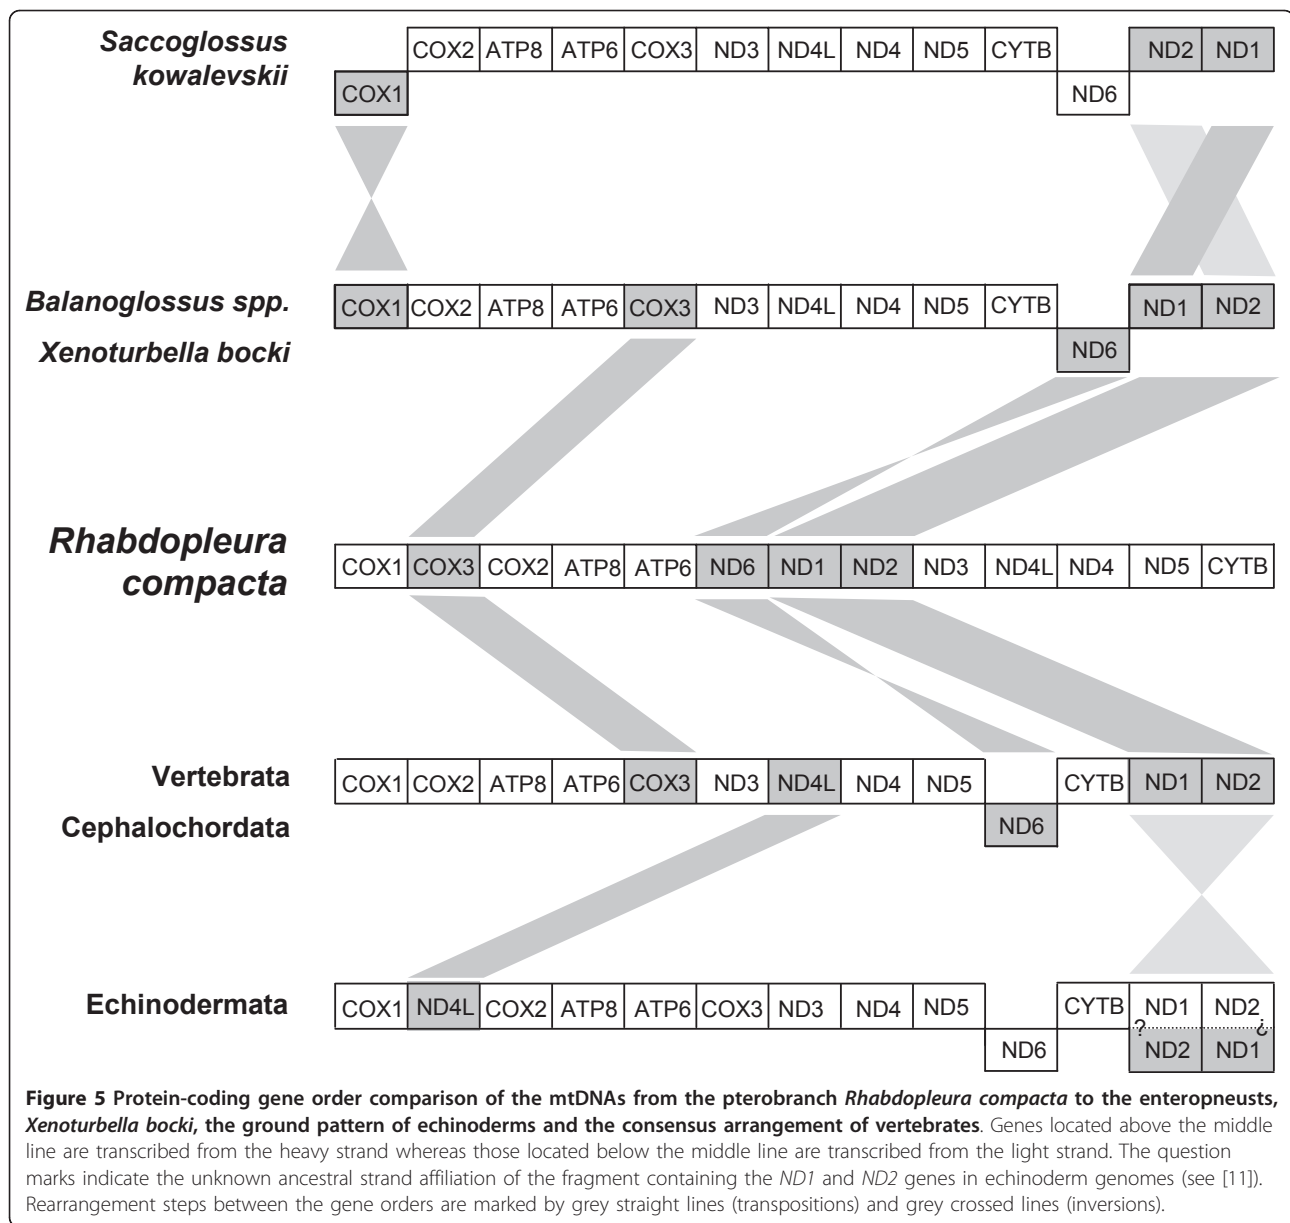 Saccoglossus
kowalevskii
COX2 ATP8 ATP6 COX3 ND3 ND4L ND4 ND5 CYTB ND2 ND1
COX1 ND6
Balanoglossus spp.
COX1 COX2 ATP8 ATP6 COX3 ND3 ND4L ND4 ND5 CYTB ND1 ND2
Xenoturbella bocki
ND6
Rhabdopleura
compacta
COX1 COX3 COX2 ATP8 ATP6 ND6 ND1 ND2 ND3 ND4L ND4 ND5 CYTB
Vertebrata
COX1 COX2 ATP8 ATP6 COX3 ND3 ND4L ND4 ND5 CYTB ND1 ND2
Cephalochordata
ND6
Echinodermata
COX1 ND4L COX2 ATP8 ATP6 COX3 ND3 ND4 ND5 CYTB ND1 ND2
? ¿
ND6 ND2 ND1
Figure 5 Protein-coding gene order comparison of the mtDNAs from the pterobranch Rhabdopleura compacta to the enteropneusts,
Xenoturbella bocki, the ground pattern of echinoderms and the consensus arrangement of vertebrates. Genes located above the middle
line are transcribed from the heavy strand whereas those located below the middle line are transcribed from the light strand. The question
marks indicate the unknown ancestral strand affiliation of the fragment containing the ND1 and ND2 genes in echinoderm genomes (see [11]).
Rearrangement steps between the gene orders are marked by grey straight lines (transpositions) and grey crossed lines (inversions).